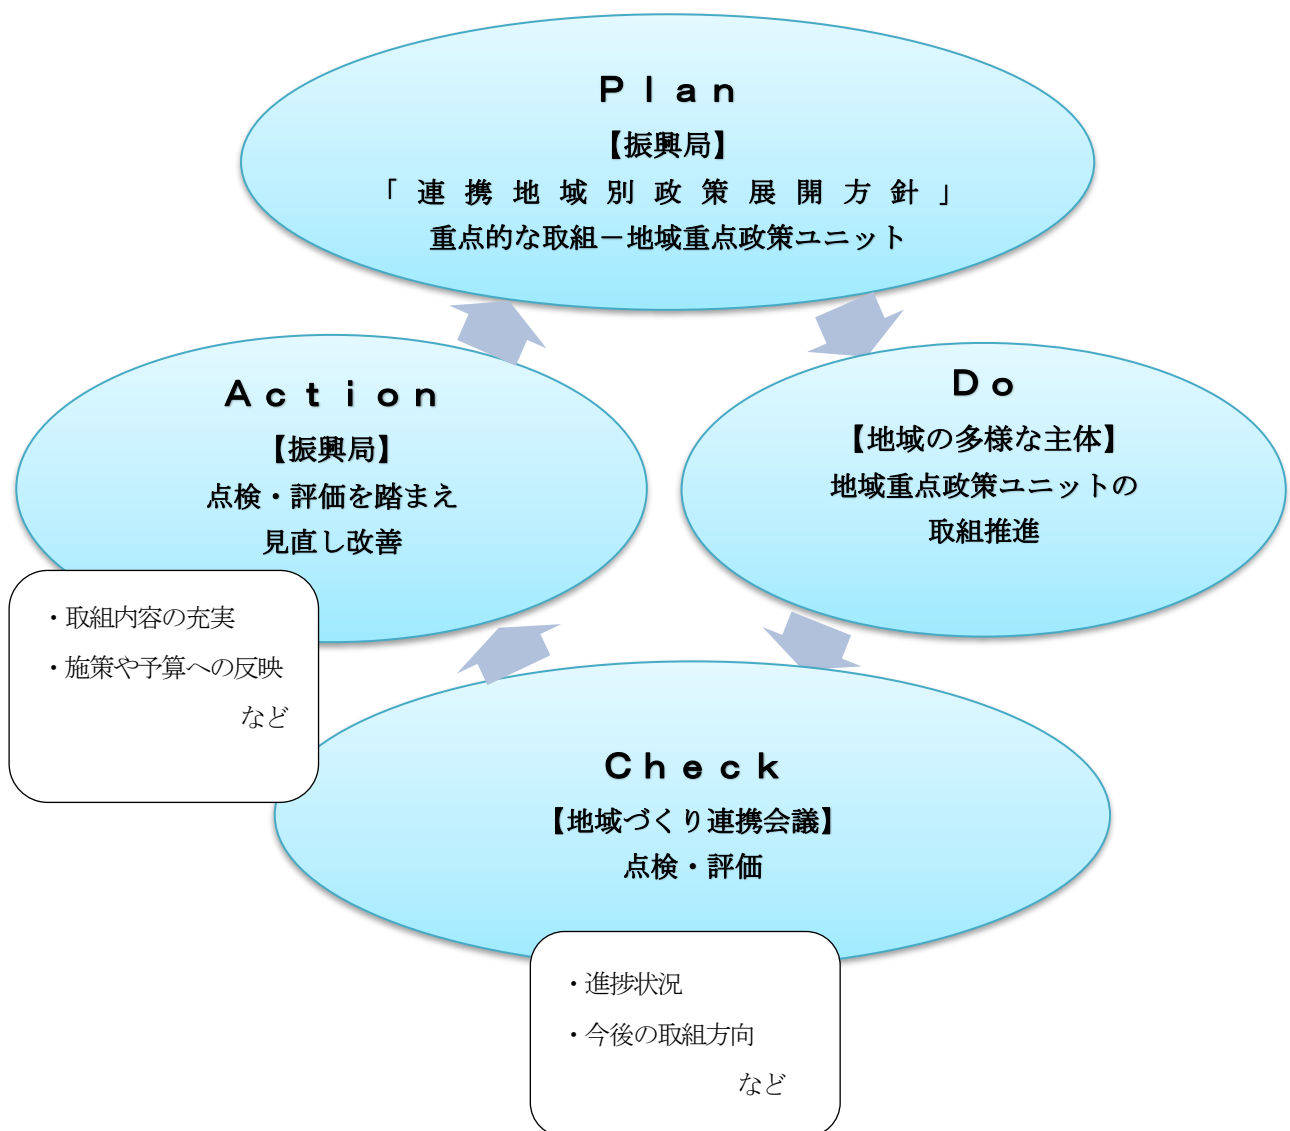 Ｐｌａｎ
【振興局】
「連携地域別政策展開方針」
重点的な取組－地域重点政策ユニット
Ｄｏ
【地域の多様な主体】
地域重点政策ユニットの
取組推進
Ｃｈｅｃｋ
【地域づくり連携会議】
点検・評価
・進捗状況
・今後の取組方向
など
Ａｃｔｉｏｎ
【振興局】
点検・評価を踏まえ
見直し改善
・取組内容の充実
・施策や予算への反映
など